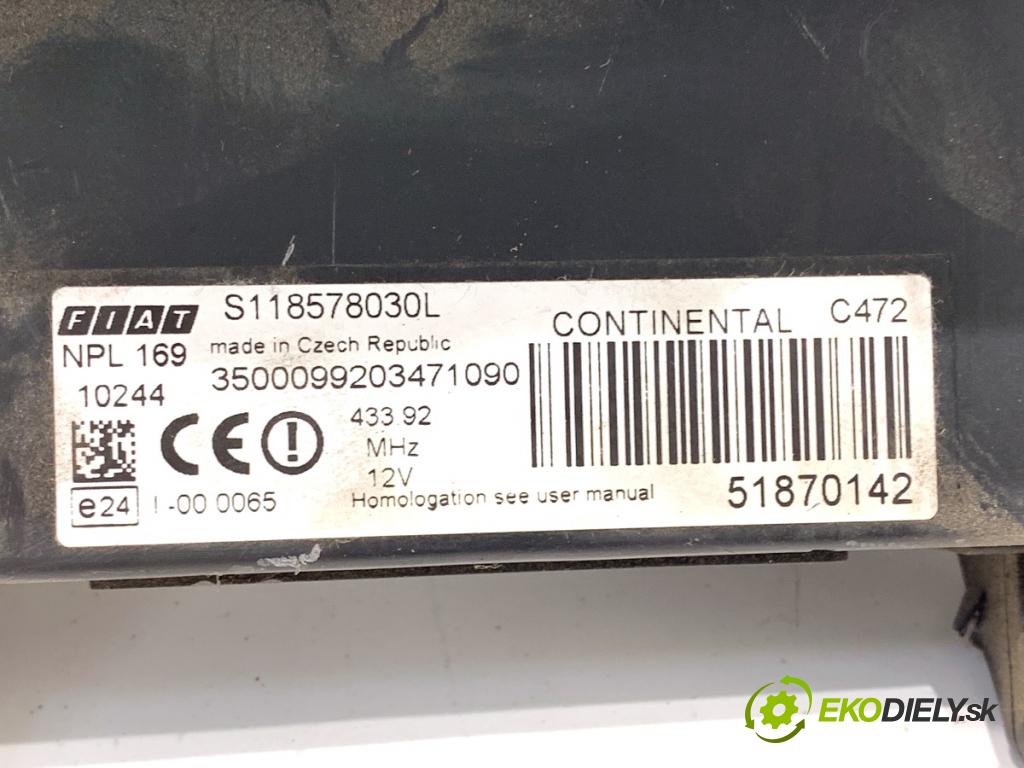 FIAT S118578030L CONTINENTAL C472
NPL 169 made in Czech Republic
10244 3500099203471090
CE 433.92
MHz
12V
e24 I-00 0065 Homologation see user manual 51870142
EKODIELY.sk